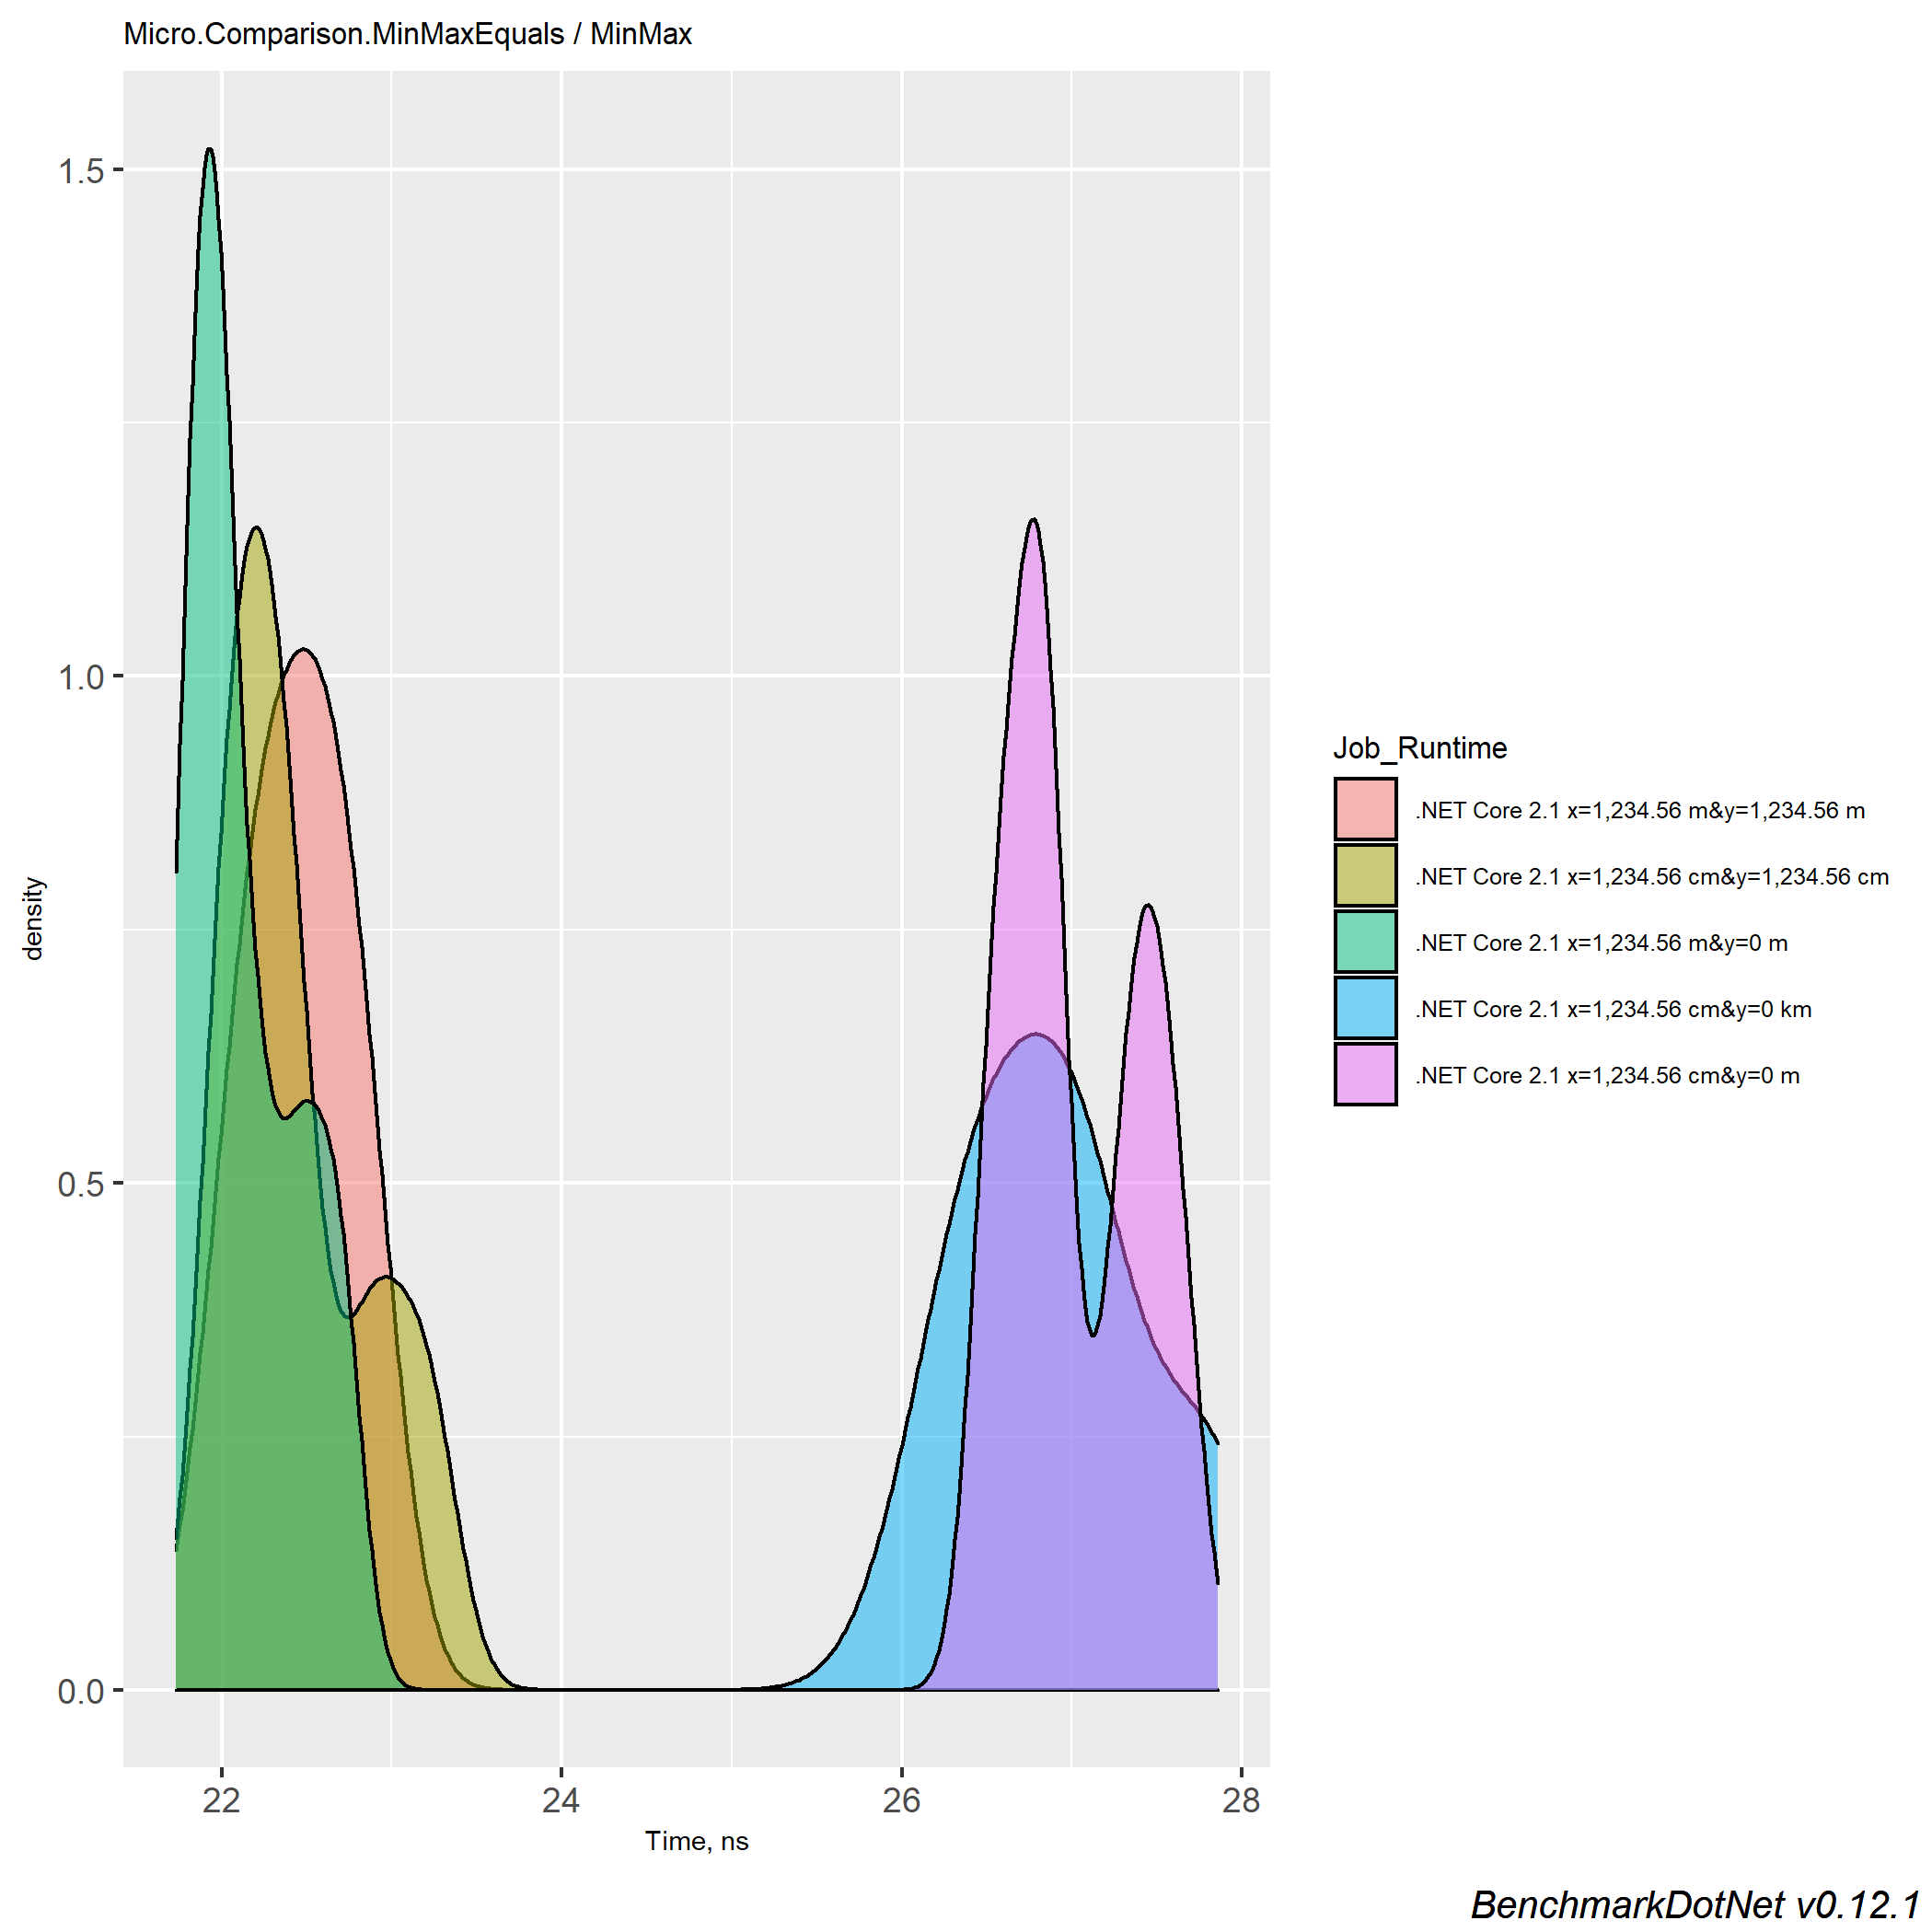 Micro.Comparison.MinMaxEquals / MinMax
1.5
1.0
0.5
0.0
density
22 24 26 28
Time, ns
Job_Runtime
.NET Core 2.1 x=1,234.56 m&y=1,234.56 m
.NET Core 2.1 x=1,234.56 cm&y=1,234.56 cm
.NET Core 2.1 x=1,234.56 m&y=0 m
.NET Core 2.1 x=1,234.56 cm&y=0 km
.NET Core 2.1 x=1,234.56 cm&y=0 m
BenchmarkDotNet v0.12.1